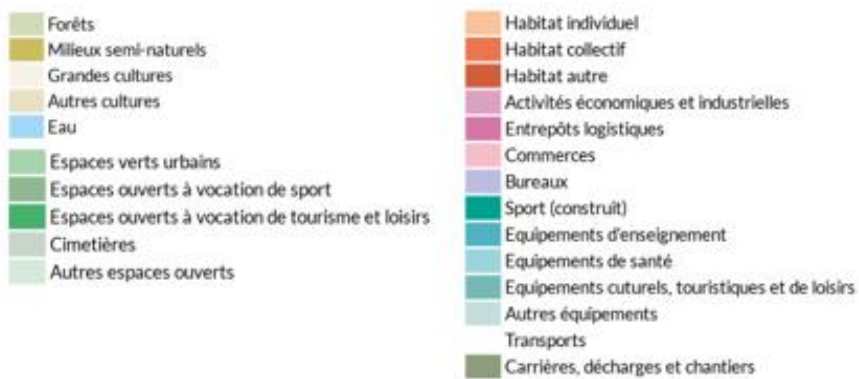 Forêts
Milieux semi-naturels
Grandes cultures
Autres cultures
Eau
Espaces verts urbains
Espaces ouverts à vocation de sport
Espaces ouverts à vocation de tourisme et loisirs
Cimetières
Autres espaces ouverts
Habitat individuel
Habitat collectif
Habitat autre
Activités économiques et industrielles
Entrepôts logistiques
Commerces
Bureaux
Sport (construit)
Equipements d'enseignement
Equipements de santé
Equipements cuturels, touristiques et de loisirs
Autres équipements
Transports
Carrières, décharges et chantiers